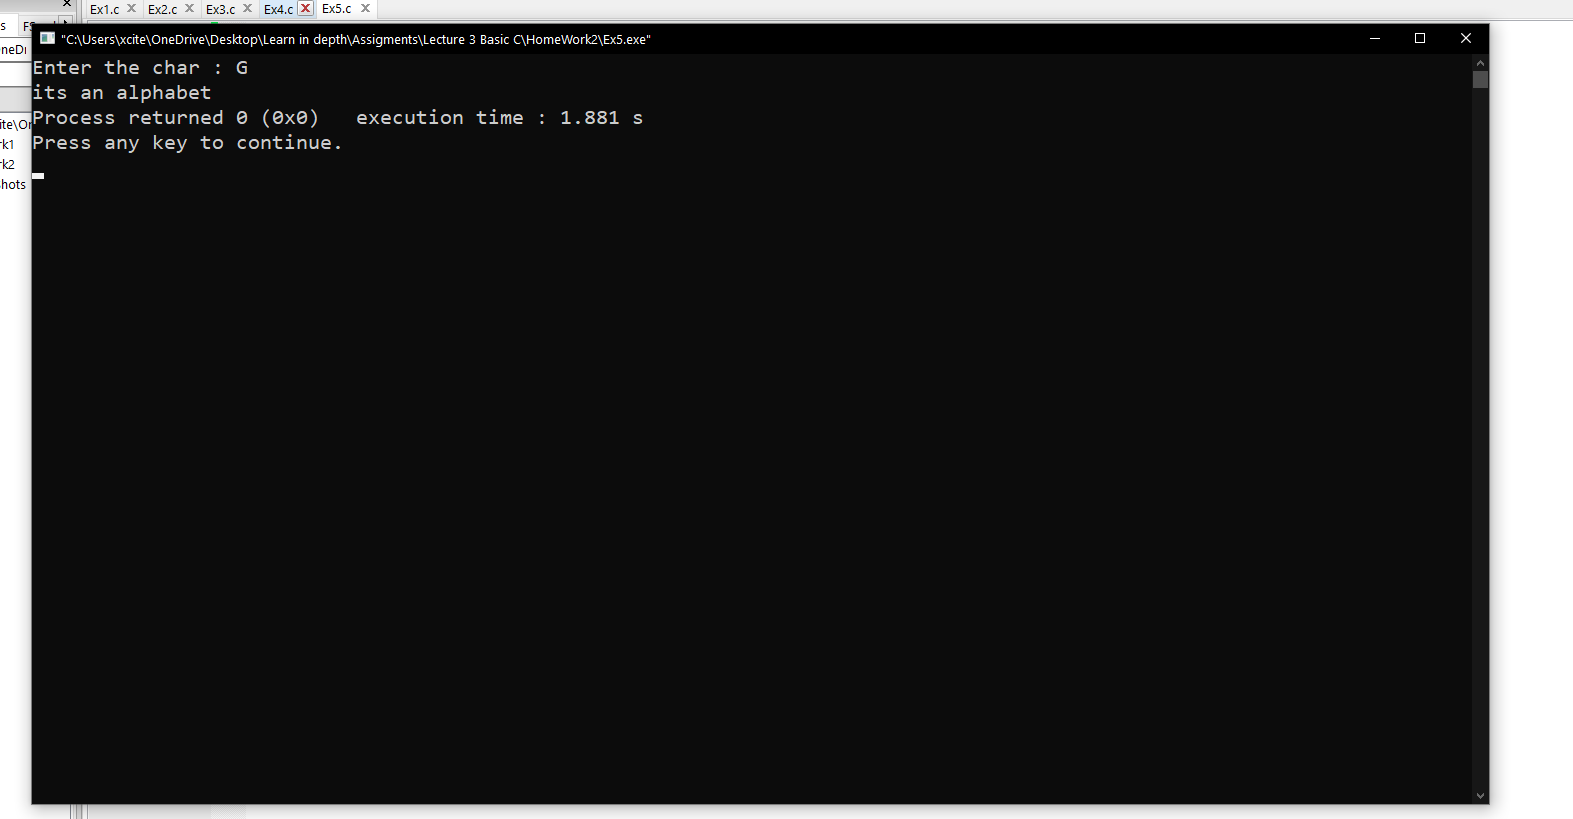 Ex1.c Ex2.c Ex3.c Ex4.c Ex5.c
"C:\Users\xcite\OneDrive\Desktop\Learn in depth\Assigments\Lecture 3 Basic C\HomeWork2\Ex5.exe"
Enter the char : G
its an alphabet
Process returned 0 (0x0)   execution time : 1.881 s
Press any key to continue.
s FS
neDr
ite\On
rk1
rk2
hots